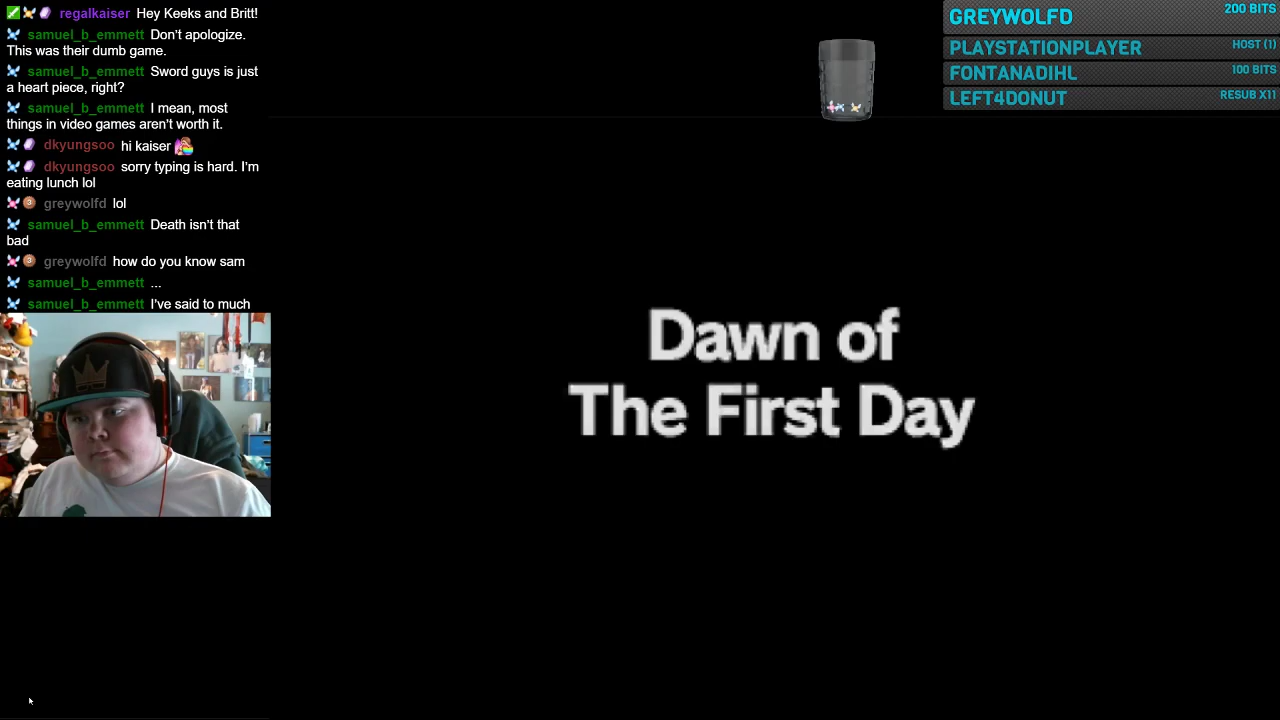 regalkaiser Hey Keeks and Britt!
samuel_b_emmett Don't apologize.
This was their dumb game.
samuel_b_emmett Sword guys is just
a heart piece, right?
samuel_b_emmett I mean, most
things in video games aren't worth it.
dkyungsoo hi kaiser
dkyungsoo sorry typing is hard. I'm
eating lunch lol
3 greywolfd lol
samuel_b_emmett Death isn't that
bad
3 greywolfd how do you know sam
samuel_b_emmett ...
samuel_b_emmett I've said to much
GREYWOLFD 200 BITS
PLAYSTATIONPLAYER HOST (1)
FONTANADIHL 100 BITS
LEFT4DONUT RESUB X11
Dawn of
The First Day